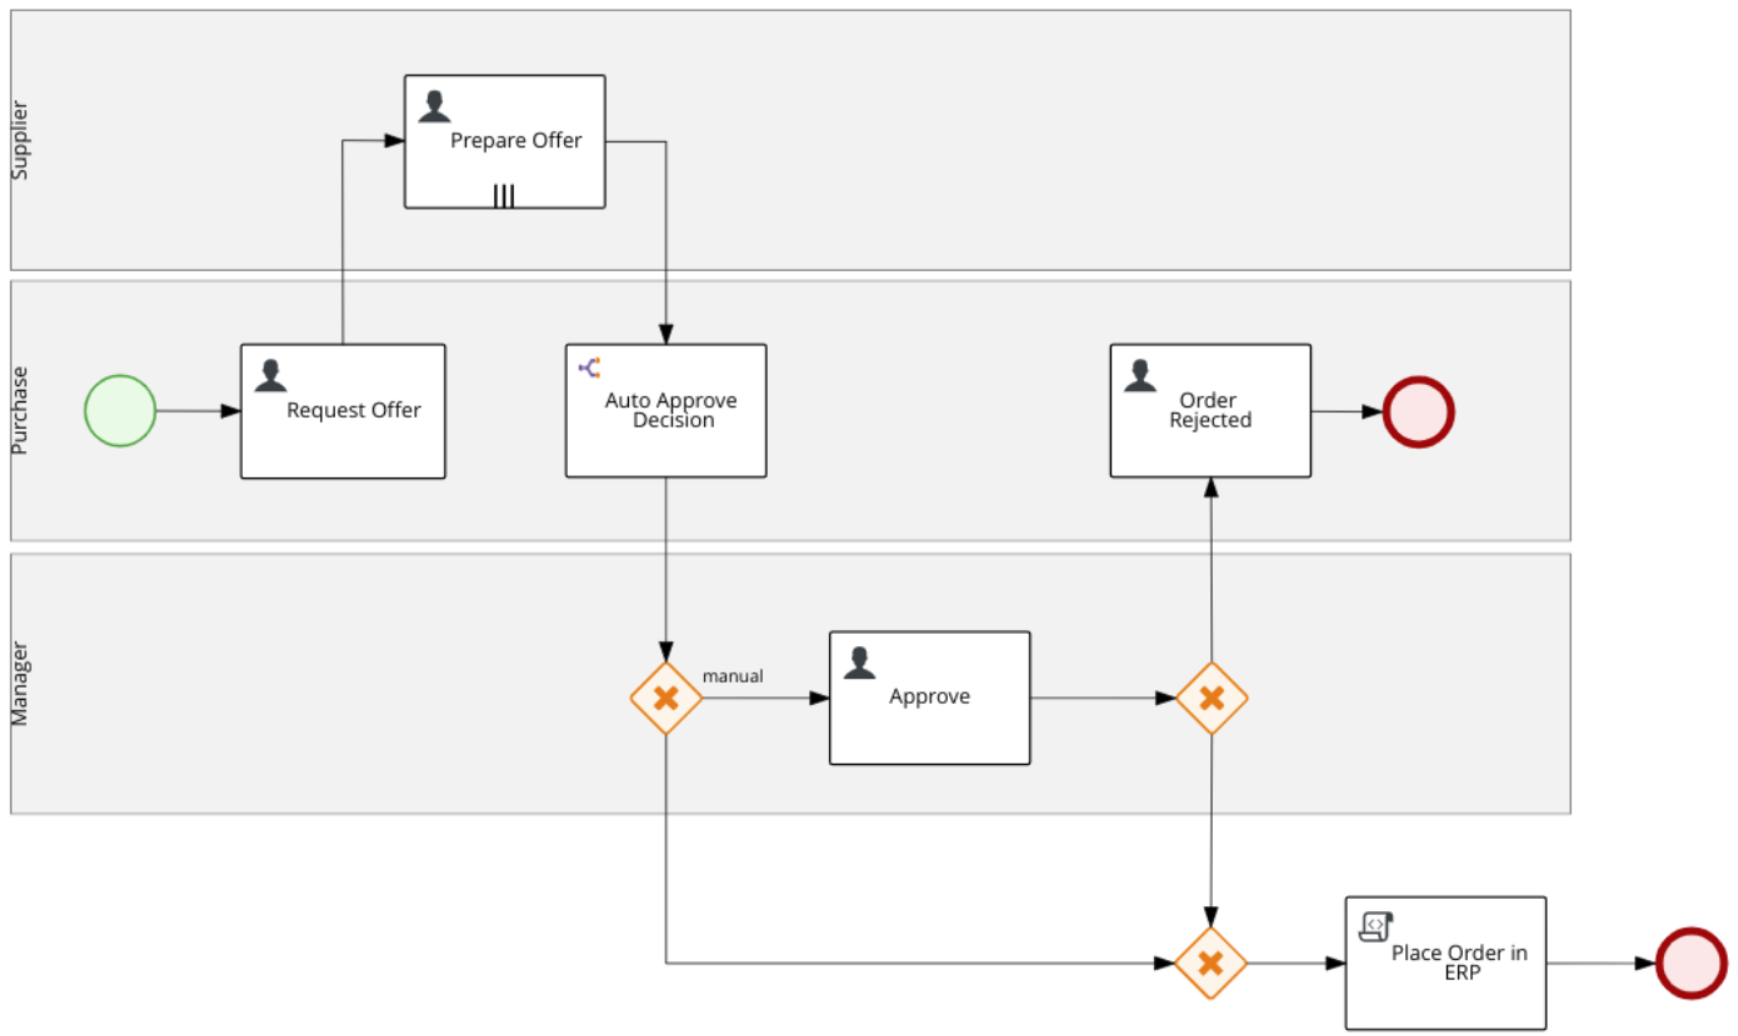 Supplier
Prepare Offer
Purchase
Request Offer
Auto Approve
Decision
Order
Rejected
Manager
manual
Approve
Place Order in
ERP